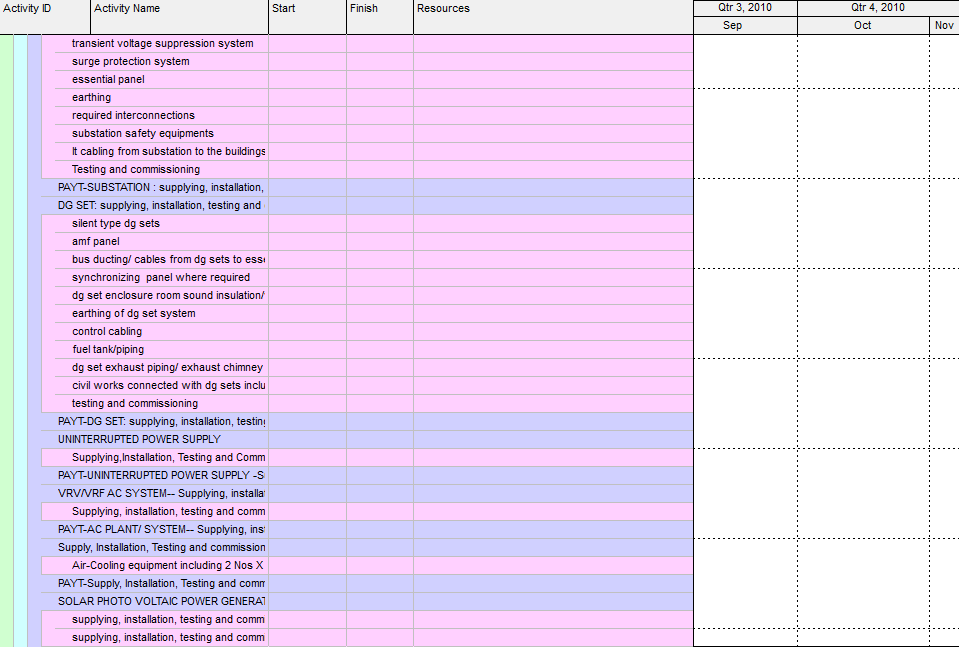 Activity ID Activity Name Start Finish Resources Qtr 3, 2010 Qtr 4, 2010
Sep Oct Nov
transient voltage suppression system
surge protection system
essential panel
earthing
required interconnections
substation safety equipments
lt cabling from substation to the buildings
Testing and commissioning
PAYT-SUBSTATION : supplying, installation,
DG SET: supplying, installation, testing and
silent type dg sets
amf panel
bus ducting/ cables from dg sets to esse
synchronizing panel where required
dg set enclosure room sound insulation/
earthing of dg set system
control cabling
fuel tank/piping
dg set exhaust piping/ exhaust chimney
civil works connected with dg sets inclu
testing and commissioning
PAYT-DG SET: supplying, installation, testing
UNINTERRUPTED POWER SUPPLY
Supplying,Installation, Testing and Comm
PAYT-UNINTERRUPTED POWER SUPPLY -S
VRV/VRF AC SYSTEM-- Supplying, installa
Supplying, installation, testing and comm
PAYT-AC PLANT/ SYSTEM-- Supplying, ins
Supply, Installation, Testing and commission
Air-Cooling equipment including 2 Nos X
PAYT-Supply, Installation, Testing and comm
SOLAR PHOTO VOLTAIC POWER GENERAT
supplying, installation, testing and comm
supplying, installation, testing and comm